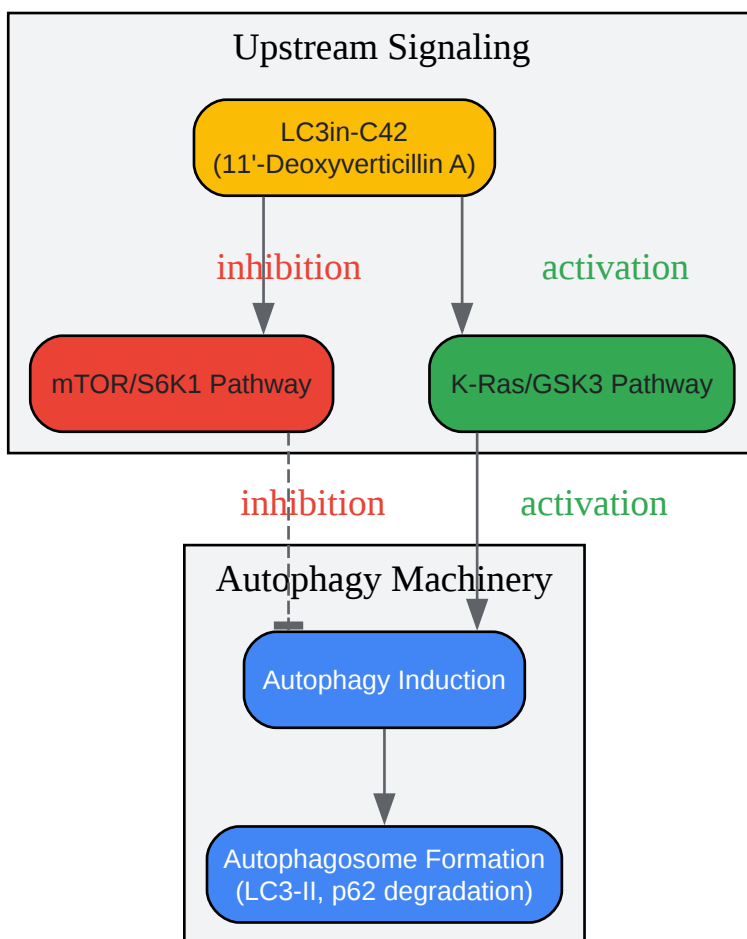 Upstream Signaling
LC3in-C42
(11'-Deoxyverticillin A)
inhibition
activation
mTOR/S6K1 Pathway
K-Ras/GSK3 Pathway
inhibition
activation
Autophagy Machinery
Autophagy Induction
Autophagosome Formation
(LC3-II, p62 degradation)